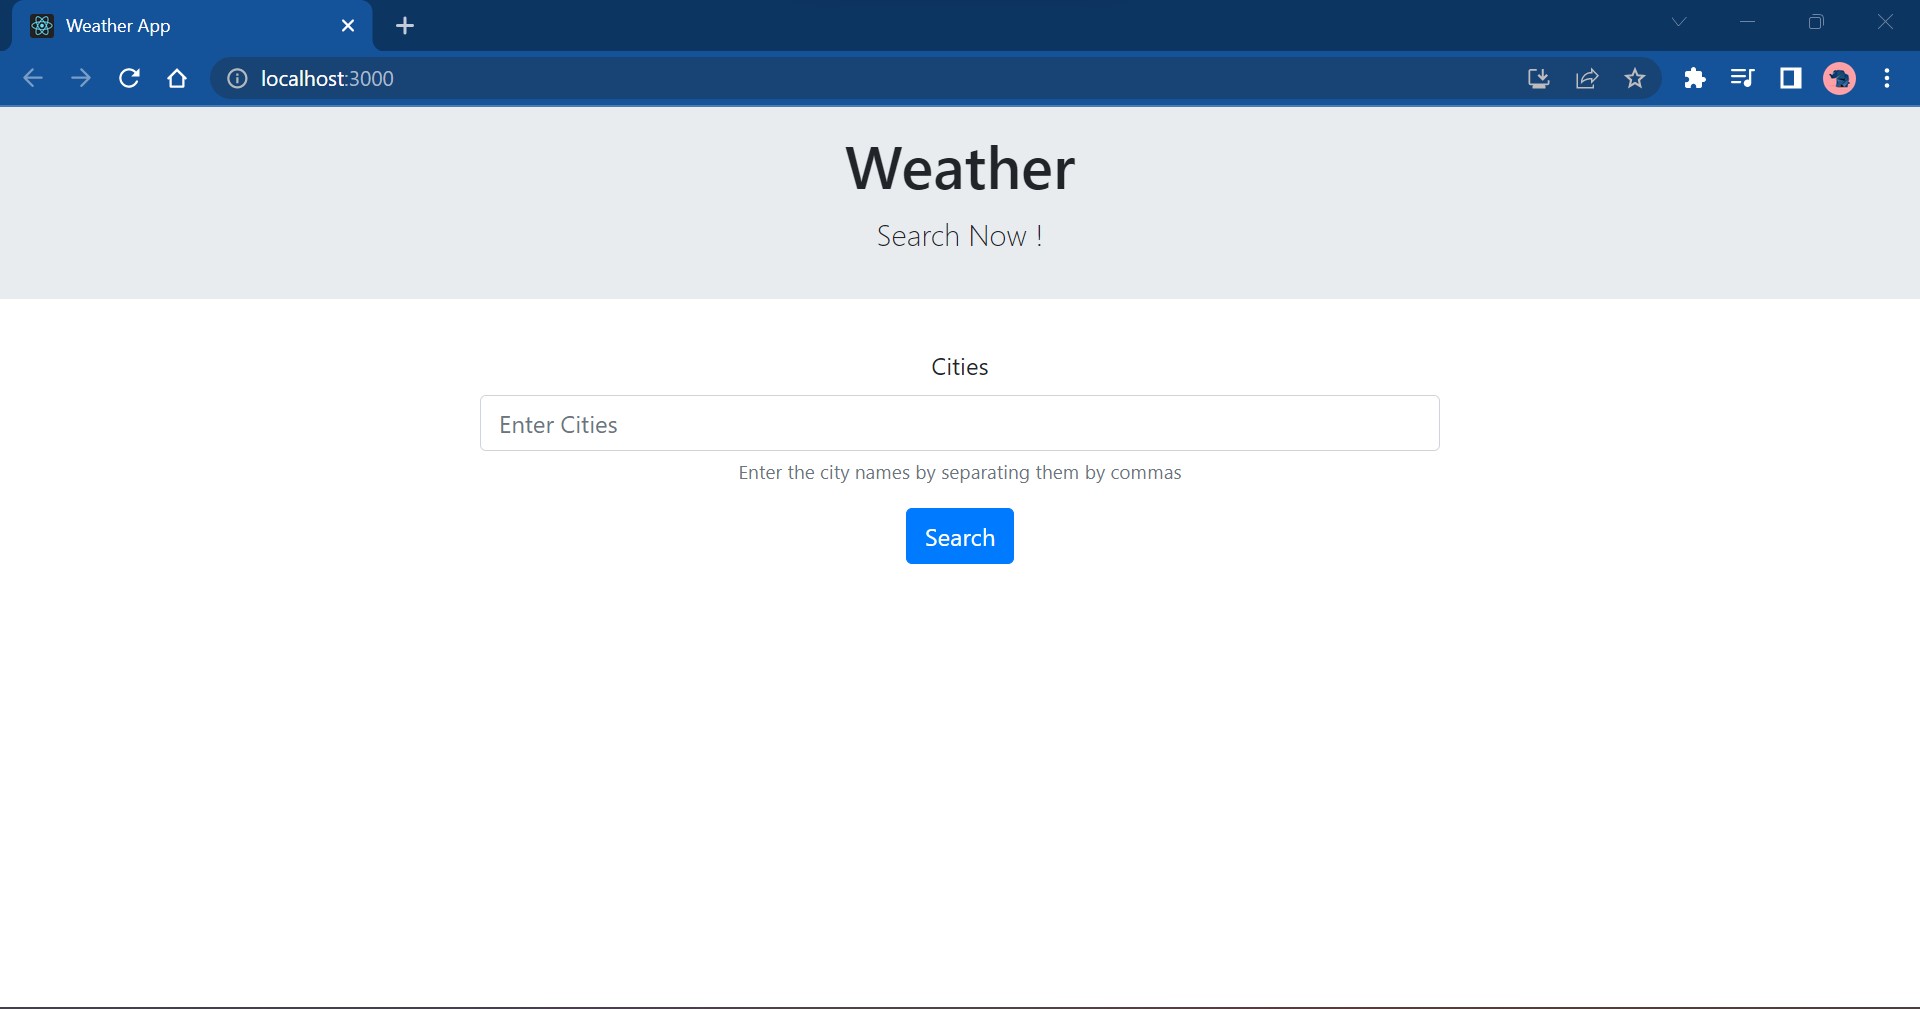 Weather App
localhost:3000
Weather
Search Now !
Cities
Enter Cities
Enter the city names by separating them by commas
Search